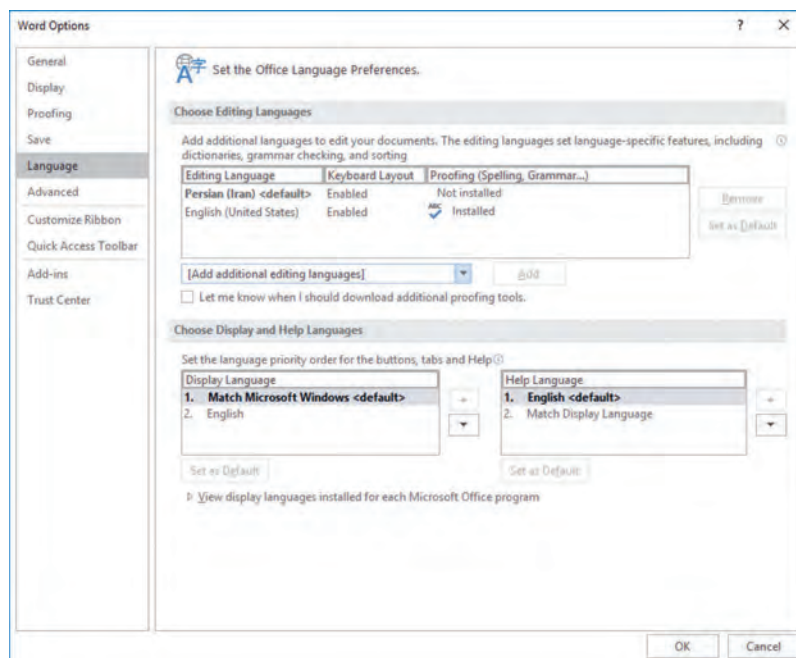 Word Options
?
General
Display
Proofing
Save
Language
Advanced
Customize Ribbon
Quick Access Toolbar
Add-ins
Trust Center
A字 Set the Office Language Preferences.
Choose Editing Languages
Add additional languages to edit your documents. The editing languages set language-specific features, including
dictionaries, grammar checking, and sorting
Editing Language Keyboard Layout Proofing (Spelling, Grammar...)
Persian (Iran) <default> Enabled Not installed
English (United States) Enabled ABC Installed
Remove
Set as Default
[Add additional editing languages] Add
Let me know when I should download additional proofing tools.
Choose Display and Help Languages
Set the language priority order for the buttons, tabs and Help
Display Language
1. Match Microsoft Windows <default>
2. English
Set as Default
Help Language
1. English <default>
2. Match Display Language
Set as Default
View display languages installed for each Microsoft Office program
OK Cancel